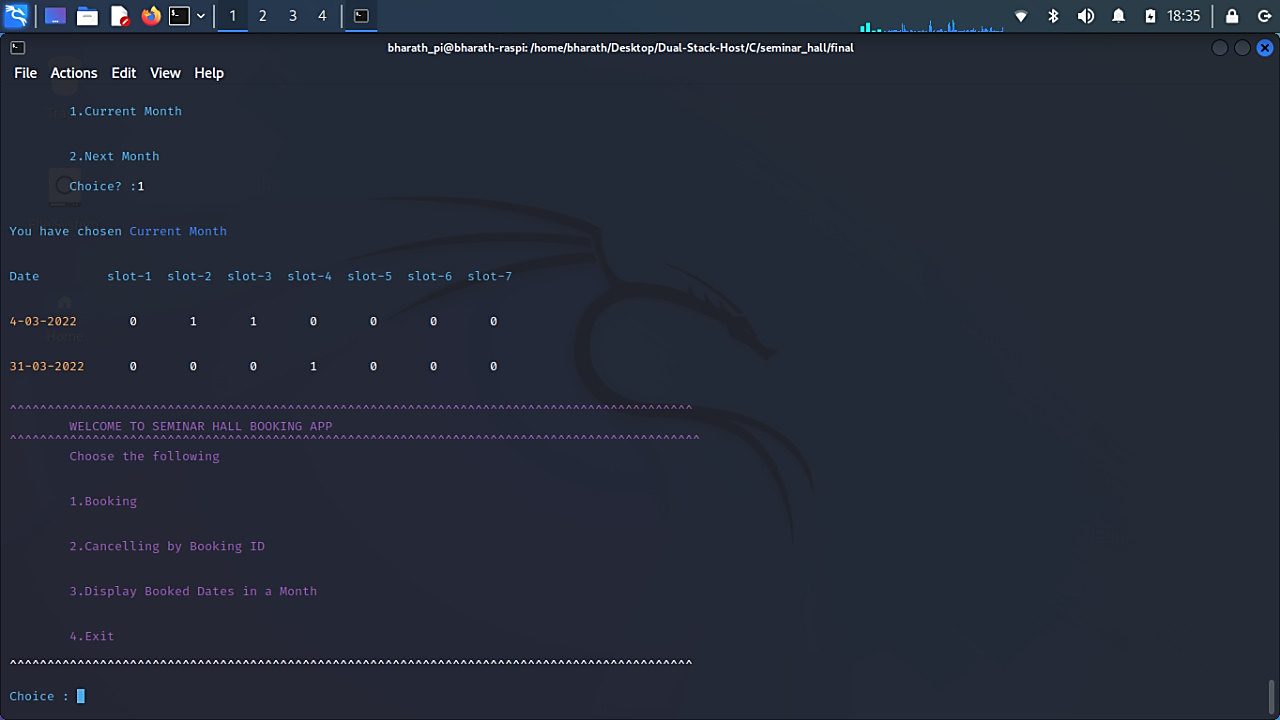 1 2 3 4 18:35
bharath_pi@bharath-raspi: /home/bharath/Desktop/Dual-Stack-Host/C/seminar_hall/final
File Actions Edit View Help
1.Current Month
2.Next Month
Choice? :1
You have chosen Current Month
Date slot-1 slot-2 slot-3 slot-4 slot-5 slot-6 slot-7
4-03-2022 0 1 1 0 0 0 0
31-03-2022 0 0 0 1 0 0 0
^^^^^^^^^^^^^^^^^^^^^^^^^^^^^^^^^^^^^^^^^^^^^^^^^^^^^^^^^^^^^^^^^^^^^^^^^^^^^^^^^^^^^^^^^^^
WELCOME TO SEMINAR HALL BOOKING APP
^^^^^^^^^^^^^^^^^^^^^^^^^^^^^^^^^^^^^^^^^^^^^^^^^^^^^^^^^^^^^^^^^^^^^^^^^^^^^^^^^^^^^^^^^^^^
Choose the following
1.Booking
2.Cancelling by Booking ID
3.Display Booked Dates in a Month
4.Exit
^^^^^^^^^^^^^^^^^^^^^^^^^^^^^^^^^^^^^^^^^^^^^^^^^^^^^^^^^^^^^^^^^^^^^^^^^^^^^^^^^^^^^^^^^^^
Choice :